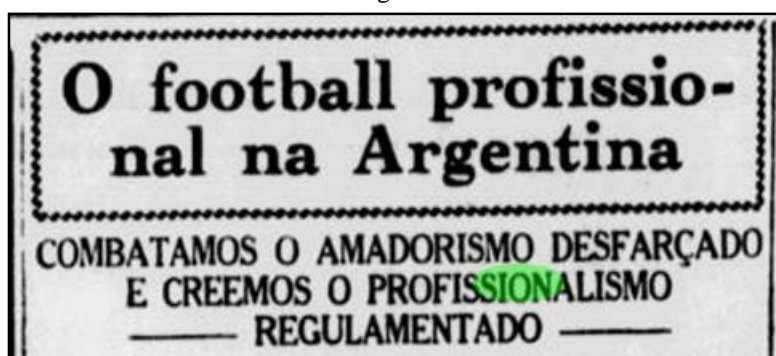 O football profissio-
nal na Argentina
COMBATAMOS O AMADORISMO DESFARÇADO
E CREEMOS O PROFISSIONALISMO
REGULAMENTADO